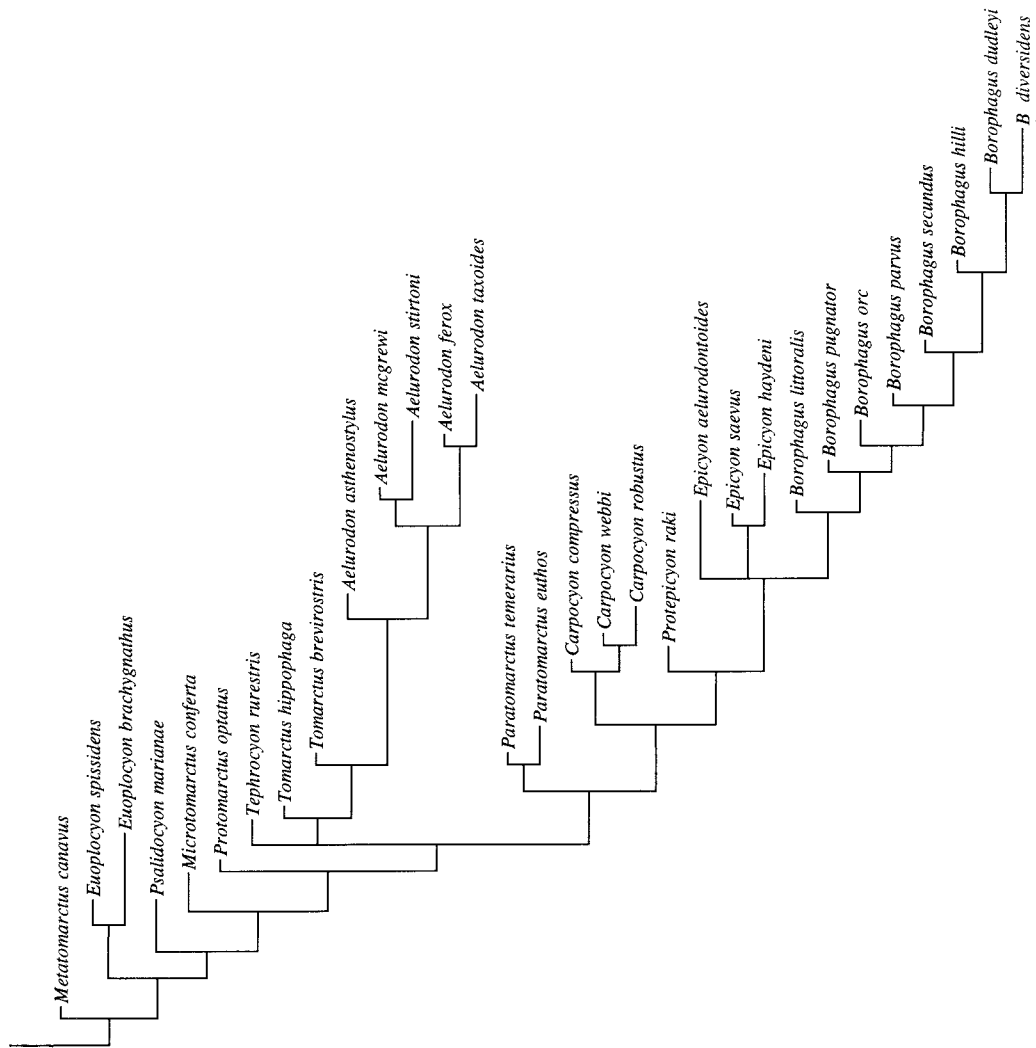 Metatomarctus canavus
Euoplocyon spissidens
Euoplocyon brachygnathus
Psalidocyon marianae
Microtomarctus conferta
Protomarctus optatus
Tephrocyon rurestris
Tomarctus hippophaga
Tomarctus brevirostris
Aelurodon asthenostylus
Aelurodon mcgrewi
Aelurodon stirtoni
Aelurodon ferox
Aelurodon taxoides
Paratomarctus temerarius
Paratomarctus euthos
Carpocyon compressus
Carpocyon webbi
Carpocyon robustus
Protepicyon raki
Epicyon aelurodontoides
Epicyon saevus
Epicyon haydeni
Borophagus littoralis
Borophagus pugnator
Borophagus orc
Borophagus parvus
Borophagus secundus
Borophagus hilli
Borophagus dudleyi
B diversidens